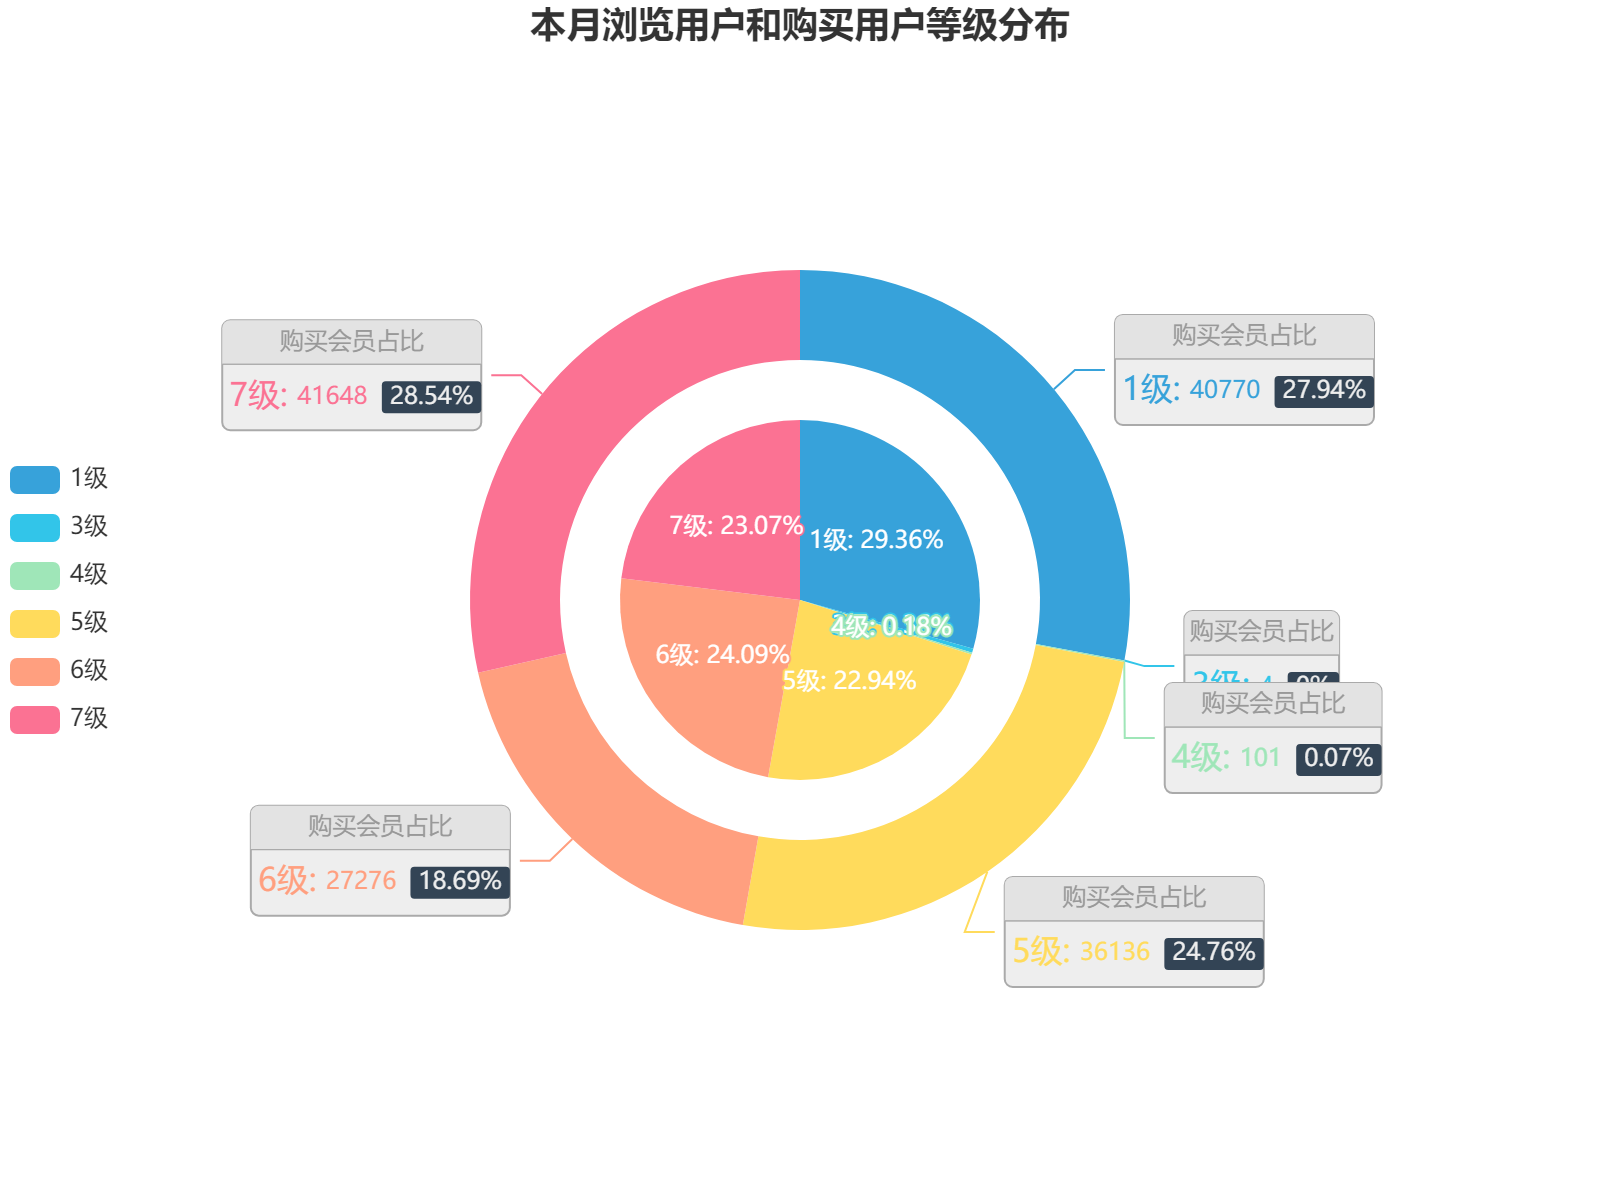 本月浏览用户和购买用户等级分布
购买会员占比
1级: 40770 27.94%
购买会员占比
7级: 41648 28.54%
1级
3级
4级
5级
6级
7级
7级: 23.07%
1级: 29.36%
4级: 0.18%
6级: 24.09%
5级: 22.94%
购买会员占比
3级: 4 0%
购买会员占比
4级: 101 0.07%
购买会员占比
6级: 27276 18.69%
购买会员占比
5级: 36136 24.76%